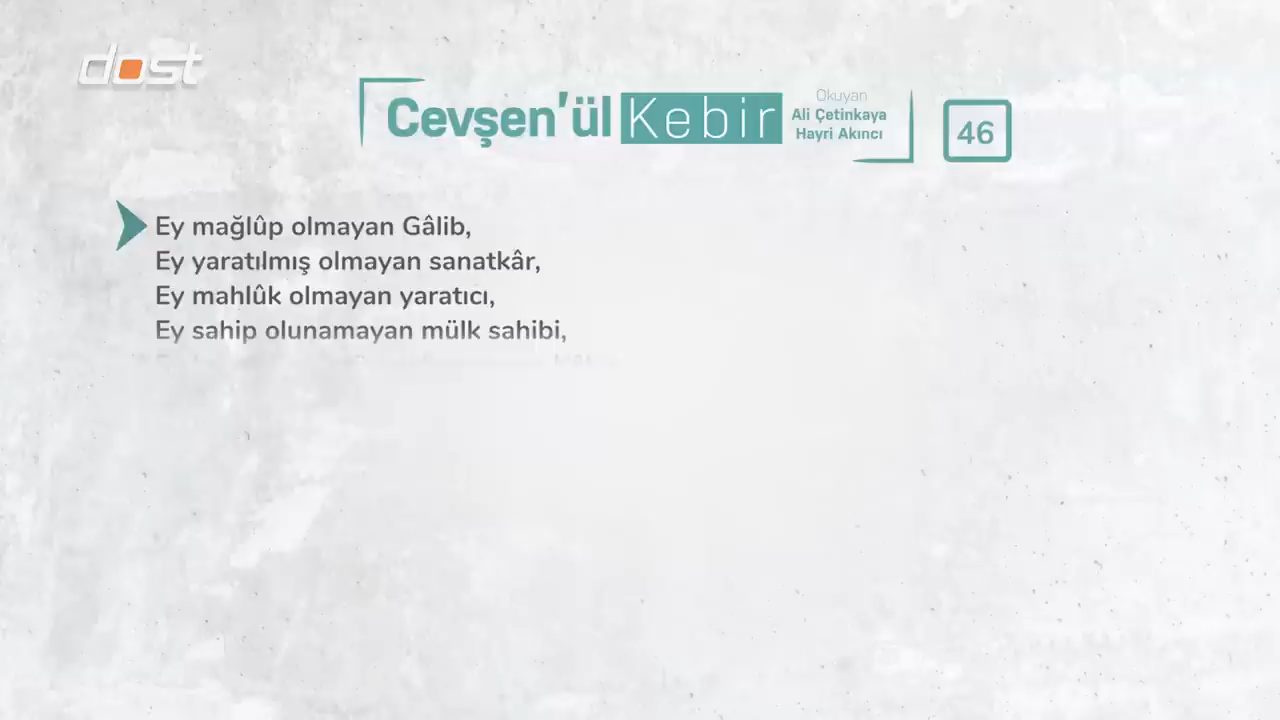 dost
Cevşen'ül Kebir
Okuyan
Ali Çetinkaya
Hayri Akıncı
46
Ey mağlûp olmayan Gâlib,
Ey yaratılmış olmayan sanatkâr,
Ey mahlûk olmayan yaratıcı,
Ey sahip olunamayan mülk sahibi,